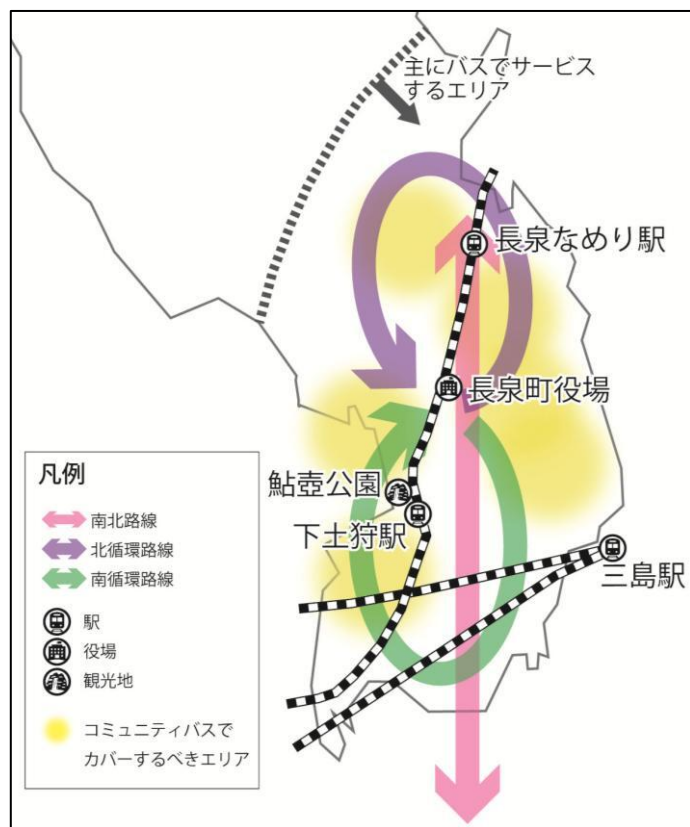 主にバスでサービス
するエリア
長泉なめり駅
長泉町役場
鮎壺公園
下土狩駅
三島駅
凡例
南北路線
北循環路線
南循環路線
駅
役場
観光地
コミュニティバスで
カバーするべきエリア